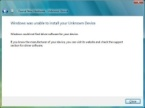 Windows was unable to install your Unknown Device
Windows could not find driver software for your device.
If you know the manufacturer of your device, you can visit its website and check the support
section for driver software.
Close